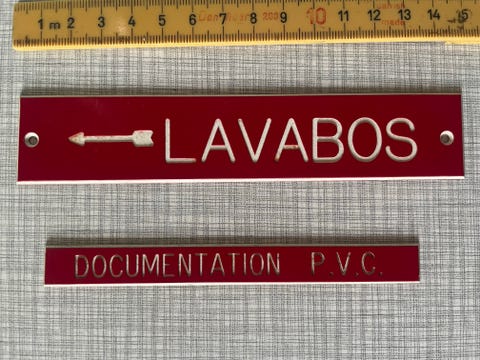 1 m 2 3 4 5 6 7 8 9 10 11 12 13 14 15
LAVABOS
DOCUMENTATION P.V.C.